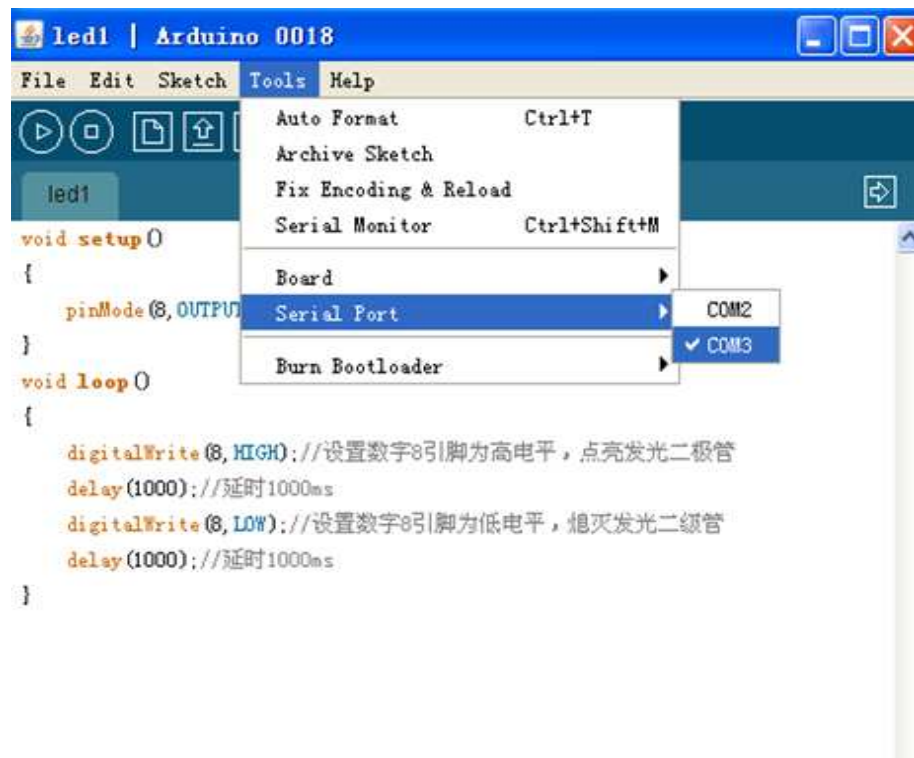 led1 | Arduino 0018
File Edit Sketch Tools Help
Auto Format Ctrl+T
Archive Sketch
Fix Encoding & Reload
Serial Monitor Ctrl+Shift+M
Board
Serial Port
Burn Bootloader
COM2
COM3
led1
void setup()
{
pinMode(8,OUTPUT
}
void loop()
{
digitalWrite(8,HIGH);//设置数字8引脚为高电平，点亮发光二极管
delay(1000);//延时1000ms
digitalWrite(8,LOW);//设置数字8引脚为低电平，熄灭发光二级管
delay(1000);//延时1000ms
}